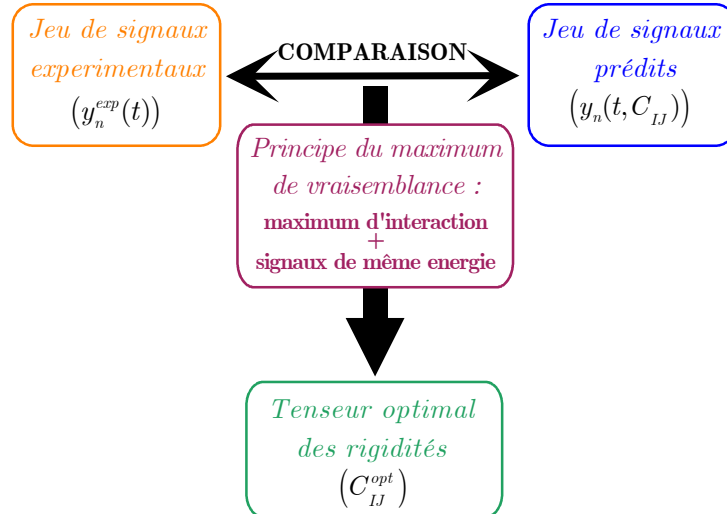 Jeu de signaux
experimentaux
(y_n^{exp}(t))
COMPARAISON
Jeu de signaux
prédits
(y_n(t, C_{IJ}))
Principe du maximum
de vraisemblance :
maximum d'interaction
+
signaux de même energie
Tenseur optimal
des rigidités
(C_{IJ}^{opt})